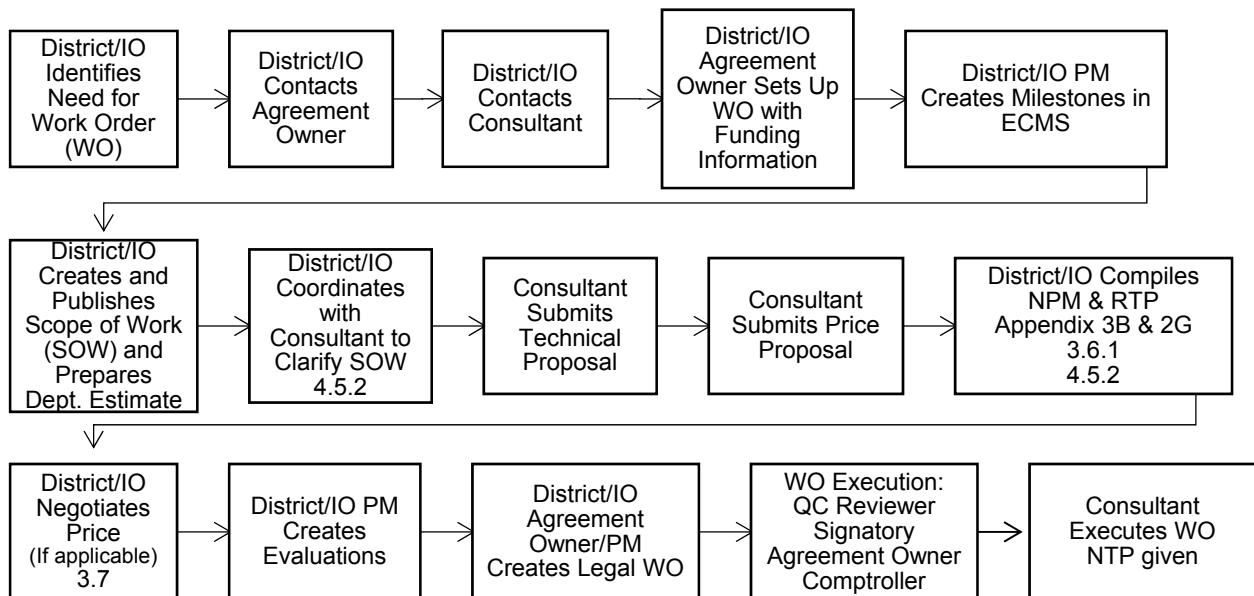 District/IO
Identifies
Need for
Work Order
(WO)
District/IO
Contacts
Agreement
Owner
District/IO
Contacts
Consultant
District/IO
Agreement
Owner Sets Up
WO with
Funding
Information
District/IO PM
Creates Milestones in
ECMS
District/IO
Creates and
Publishes
Scope of Work
(SOW) and
Prepares
Dept. Estimate
District/IO
Coordinates
with
Consultant to
Clarify SOW
4.5.2
Consultant
Submits
Technical
Proposal
Consultant
Submits Price
Proposal
District/IO Compiles
NPM & RTP
Appendix 3B & 2G
3.6.1
4.5.2
District/IO
Negotiates
Price
(If applicable)
3.7
District/IO PM
Creates
Evaluations
District/IO
Agreement
Owner/PM
Creates Legal WO
WO Execution:
QC Reviewer
Signatory
Agreement Owner
Comptroller
Consultant
Executes WO
NTP given